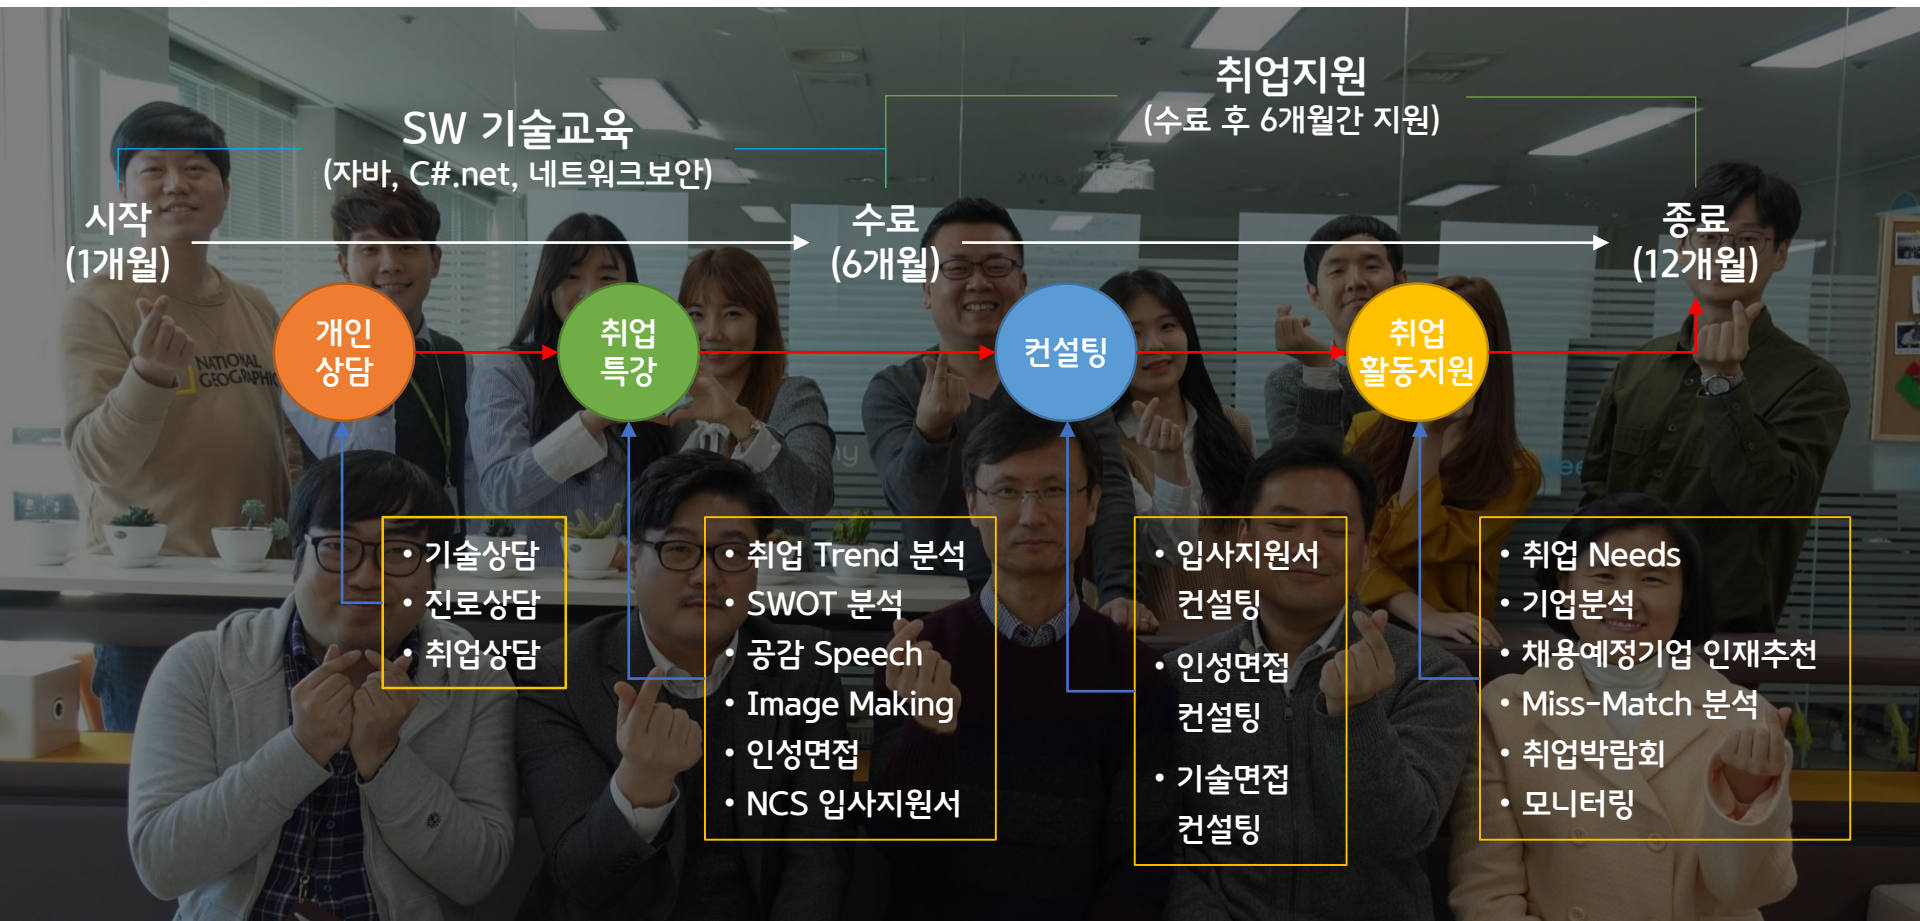 취업지원
(수료 후 6개월간 지원)
SW 기술교육
(자바, C#.net, 네트워크보안)
시작
(1개월)
수료
(6개월)
종료
(12개월)
개인
상담
취업
특강
컨설팅
취업
활동지원
NATIONAL
GEOGRAPHIC
• 기술상담
• 진로상담
• 취업상담
• 취업 Trend 분석
• SWOT 분석
• 공감 Speech
• Image Making
• 인성면접
• NCS 입사지원서
• 입사지원서
컨설팅
• 인성면접
컨설팅
• 기술면접
컨설팅
• 취업 Needs
• 기업분석
• 채용예정기업 인재추천
• Miss-Match 분석
• 취업박람회
• 모니터링